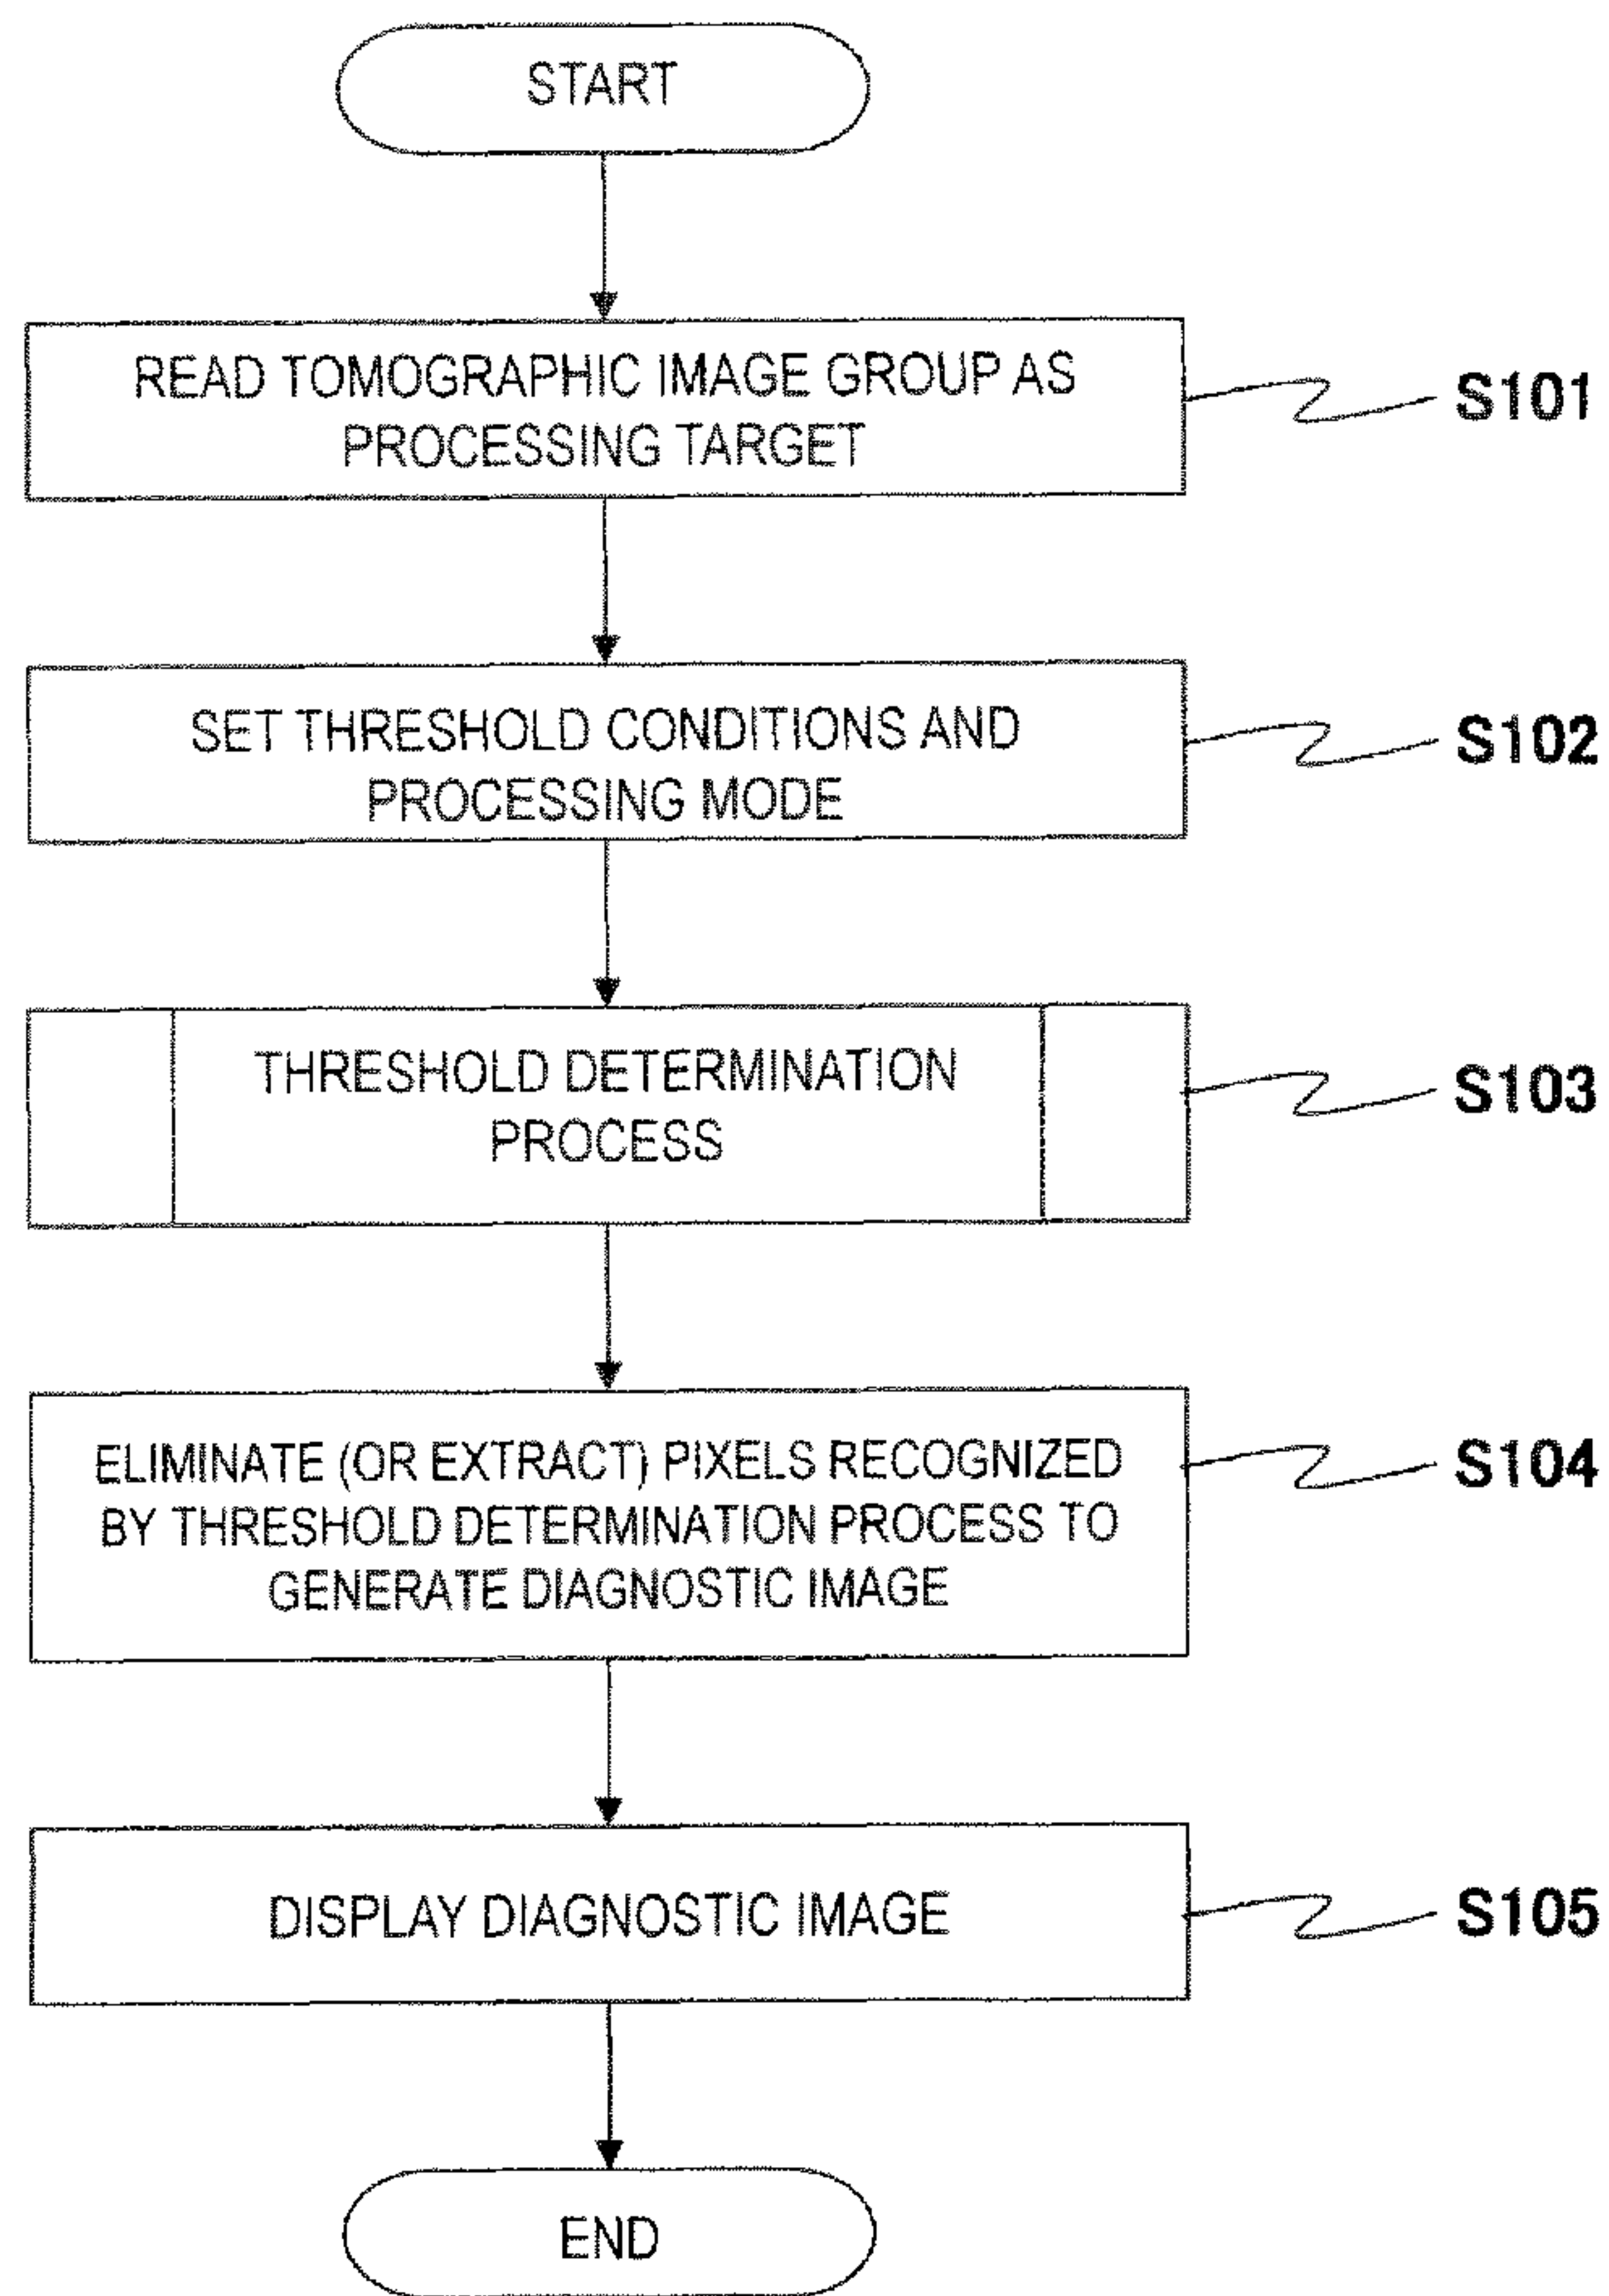 START
READ TOMOGRAPHIC IMAGE GROUP AS
PROCESSING TARGET
S101
SET THRESHOLD CONDITIONS AND
PROCESSING MODE
S102
THRESHOLD DETERMINATION
PROCESS
S103
ELIMINATE (OR EXTRACT) PIXELS RECOGNIZED
BY THRESHOLD DETERMINATION PROCESS TO
GENERATE DIAGNOSTIC IMAGE
S104
DISPLAY DIAGNOSTIC IMAGE
S105
END